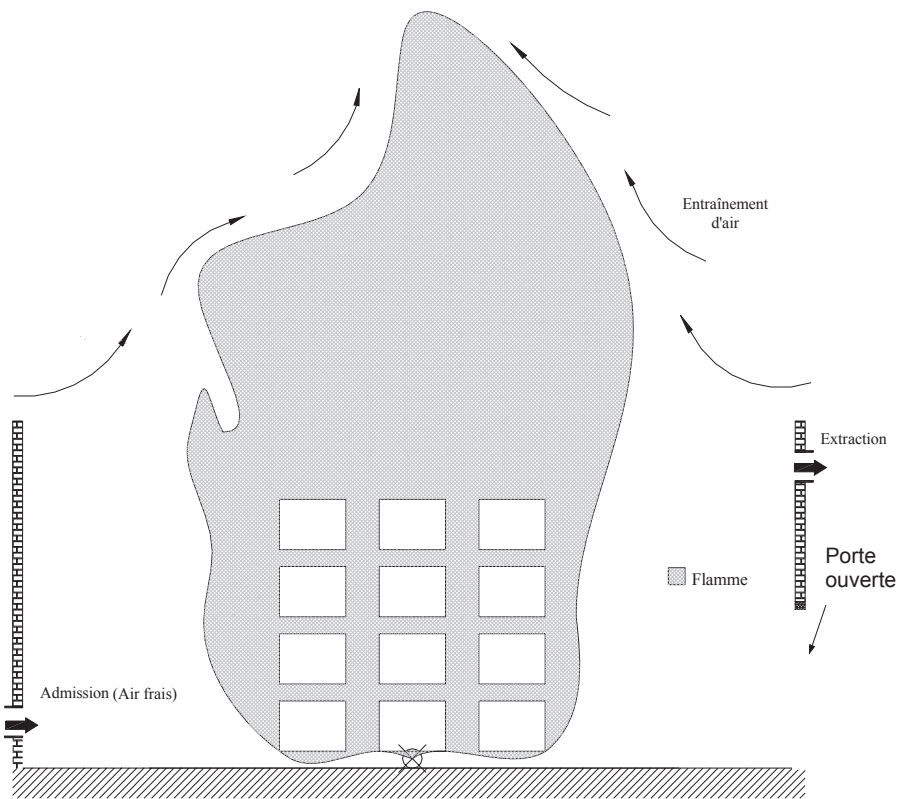 Entraînement
d'air
Extraction
Porte
ouverte
Flamme
Admission (Air frais)